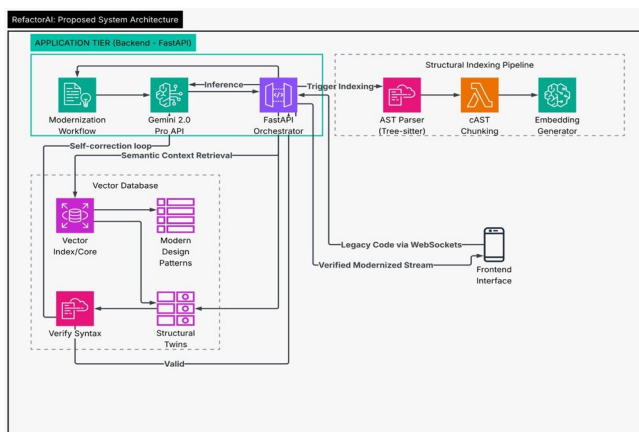 RefactorAI: Proposed System Architecture
APPLICATION TIER (Backend - FastAPI)
Structural Indexing Pipeline
Inference
Trigger Indexing
Modernization
Workflow
Gemini 2.0
Pro API
FastAPI
Orchestrator
AST Parser
(Tree-sitter)
cAST
Chunking
Embedding
Generator
Self-correction loop
Semantic Context Retrieval
Vector Database
Vector
Index/Core
Modern
Design
Patterns
Legacy Code via WebSockets
Verified Modernized Stream
Frontend
Interface
Verify Syntax
Structural
Twins
Valid